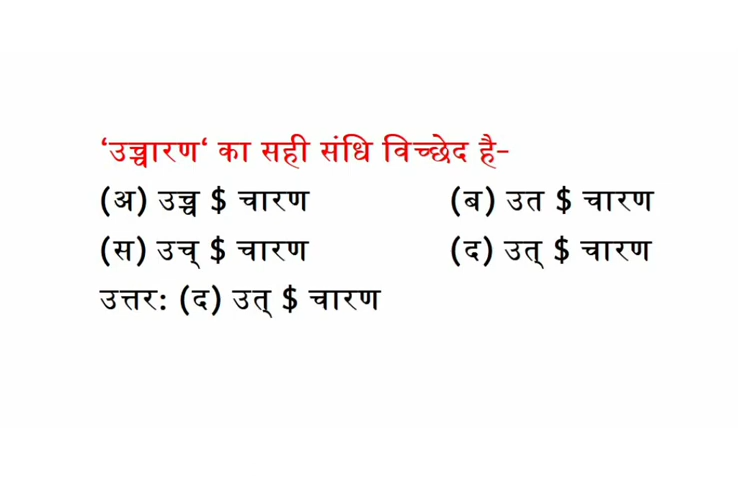 ‘उच्चारण‘ का सही संधि विच्छेद है-
(अ) उच्च $ चारण (ब) उत $ चारण
(स) उच् $ चारण (द) उत् $ चारण
उत्तर: (द) उत् $ चारण